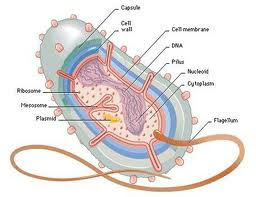 Capsule
Cell
wall
Cell membrane
DNA
Pilus
Nucleoid
Cytoplasm
Ribosome
Mesosome
Plasmid
Flagellum